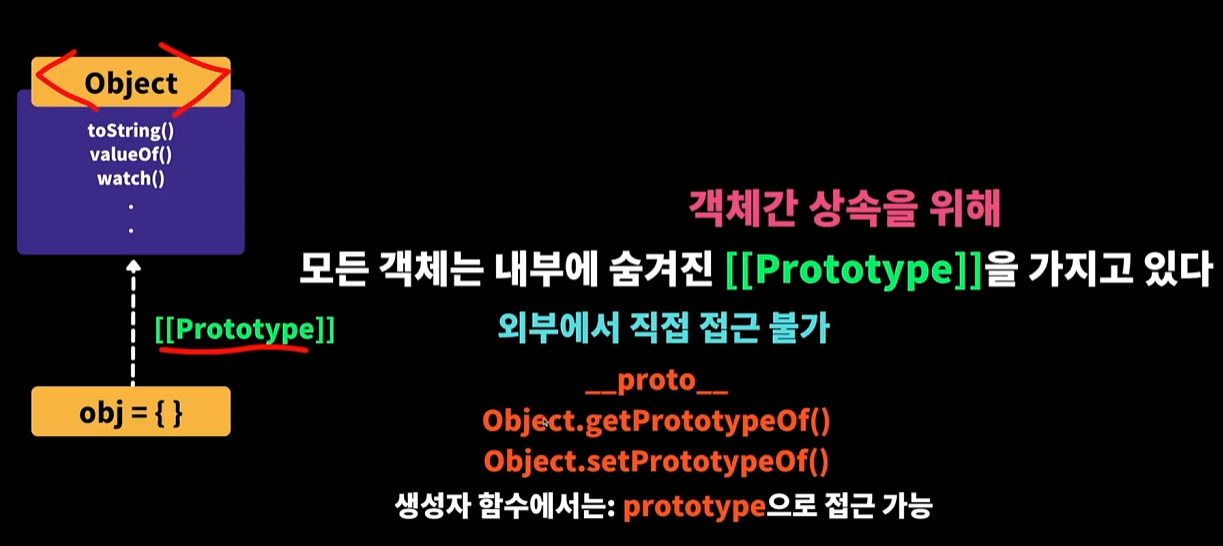 Object
toString()
valueOf()
watch()
.
.
[[Prototype]]
obj = { }
객체간 상속을 위해
모든 객체는 내부에 숨겨진 [[Prototype]]을 가지고 있다
외부에서 직접 접근 불가
__proto__
Object.getPrototypeOf()
Object.setPrototypeOf()
생성자 함수에서는: prototype으로 접근 가능